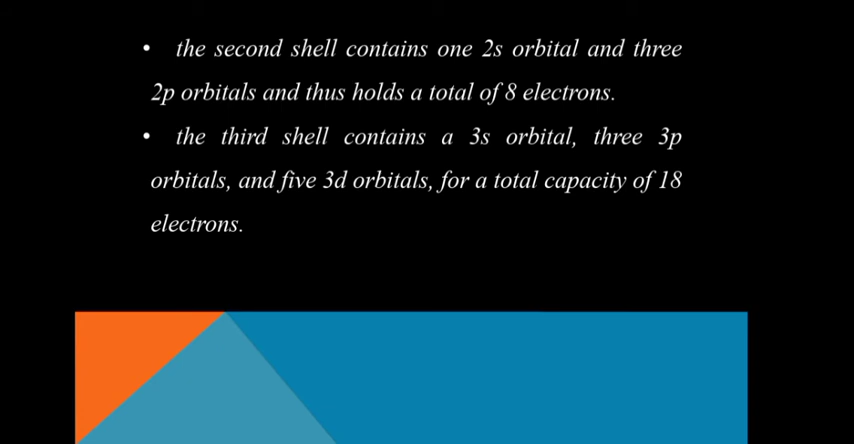 • the second shell contains one 2s orbital and three
2p orbitals and thus holds a total of 8 electrons.
• the third shell contains a 3s orbital, three 3p
orbitals, and five 3d orbitals, for a total capacity of 18
electrons.